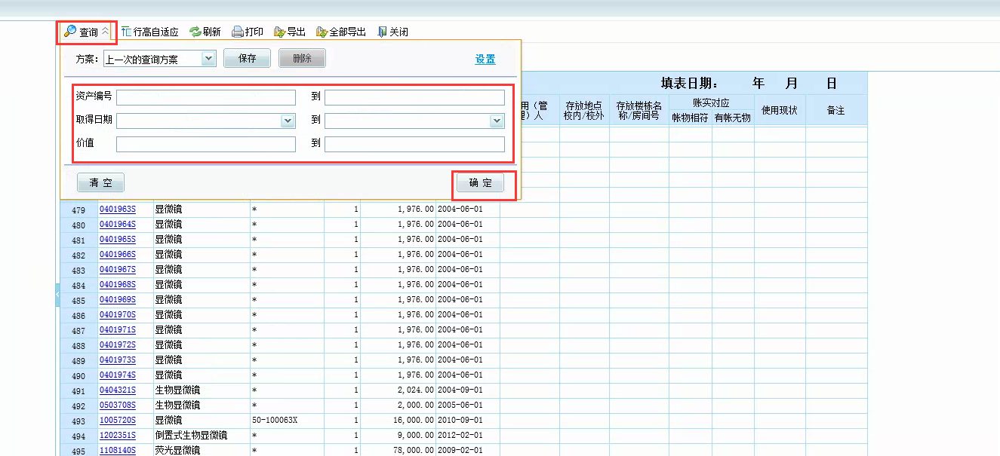 查询 行高自适应 刷新 打印 导出 全部导出 关闭
方案: 上一次的查询方案 保存 删除 设置
资产编号 到
取得日期 到
价值 到
清 空 确 定
填表日期: 年 月 日
用（管 存放地点 存放楼栋名 账实对应 使用现状 备注
）人 校内/校外 称/房间号 帐物相符 有帐无物
479 0401963S 显微镜 * 1 1,976.00 2004-06-01
480 0401964S 显微镜 * 1 1,976.00 2004-06-01
481 0401965S 显微镜 * 1 1,976.00 2004-06-01
482 0401966S 显微镜 * 1 1,976.00 2004-06-01
483 0401967S 显微镜 * 1 1,976.00 2004-06-01
484 0401968S 显微镜 * 1 1,976.00 2004-06-01
485 0401969S 显微镜 * 1 1,976.00 2004-06-01
486 0401970S 显微镜 * 1 1,976.00 2004-06-01
487 0401971S 显微镜 * 1 1,976.00 2004-06-01
488 0401972S 显微镜 * 1 1,976.00 2004-06-01
489 0401973S 显微镜 * 1 1,976.00 2004-06-01
490 0401974S 显微镜 * 1 1,976.00 2004-06-01
491 0404321S 生物显微镜 * 1 2,024.00 2004-09-01
492 0503708S 生物显微镜 * 1 2,000.00 2005-06-01
493 1005720S 显微镜 50-100063X 1 16,000.00 2010-09-01
494 1202351S 倒置式生物显微镜 * 1 9,000.00 2012-02-01
495 1108140S 荧光显微镜 * 1 78,000.00 2009-02-01